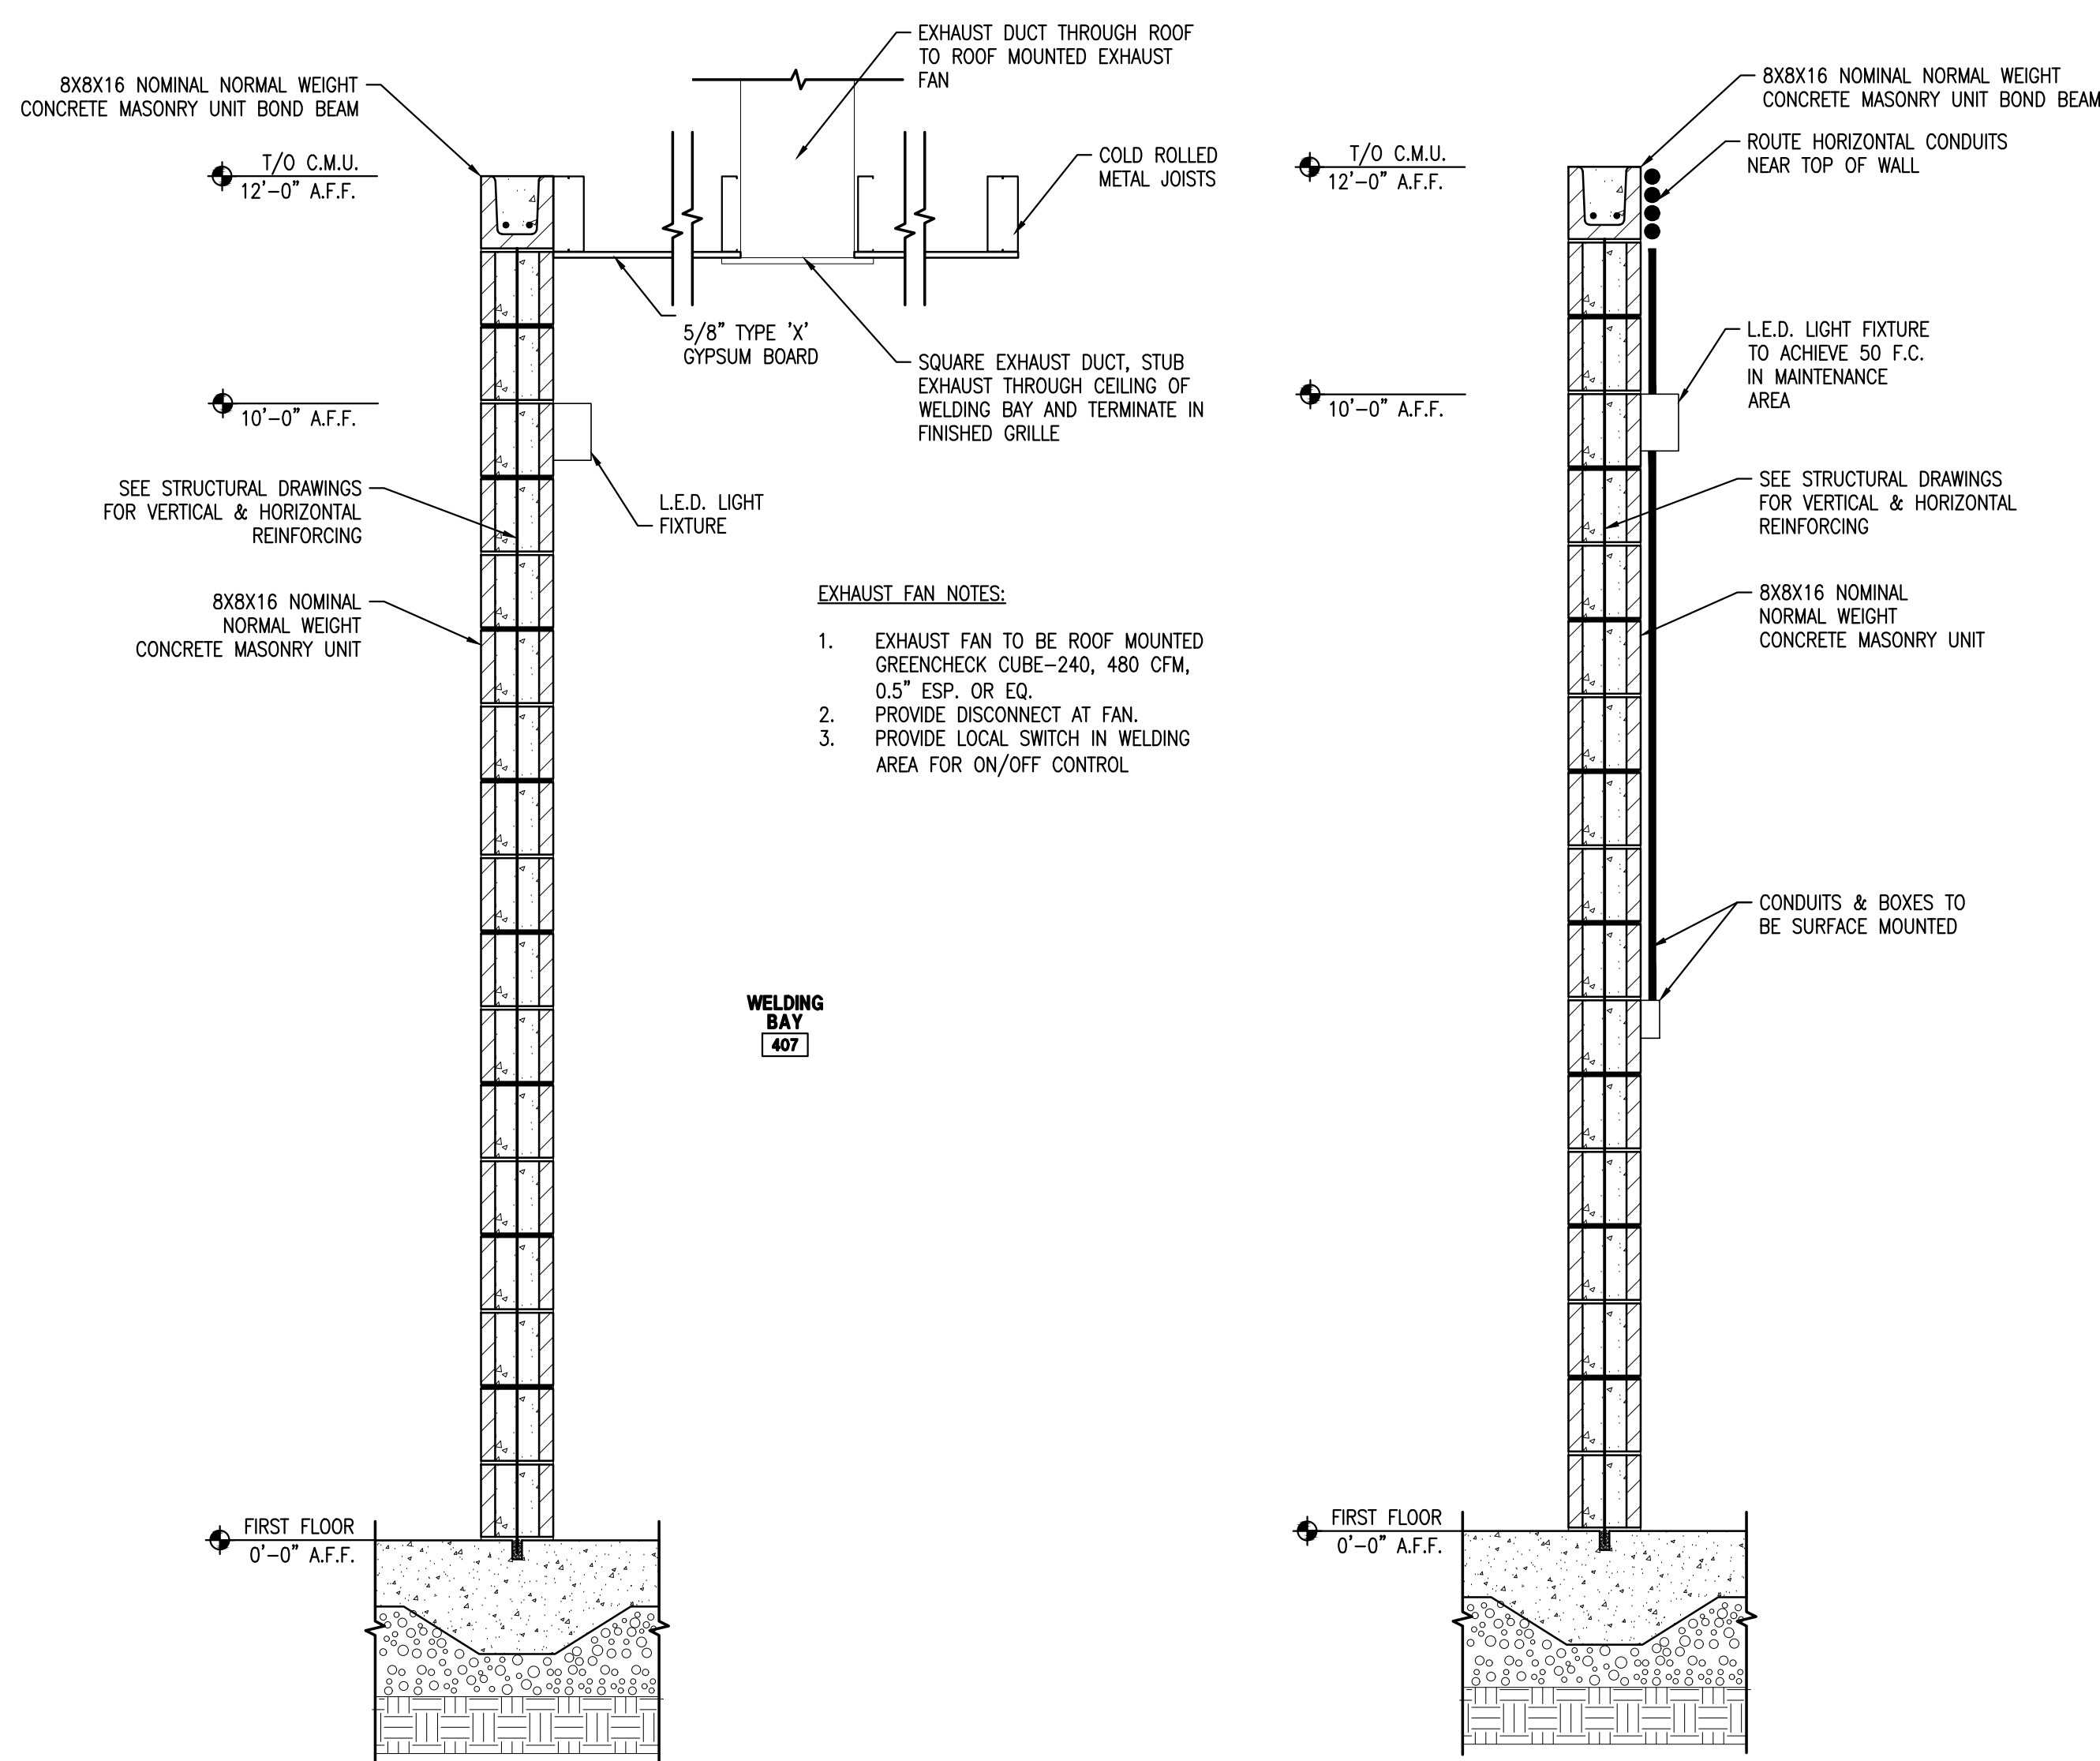 EXHAUST DUCT THROUGH ROOF
TO ROOF MOUNTED EXHAUST
FAN
8X8X16 NOMINAL NORMAL WEIGHT
CONCRETE MASONRY UNIT BOND BEAM
T/O C.M.U.
12'-0" A.F.F.
COLD ROLLED
METAL JOISTS
5/8" TYPE 'X'
GYPSUM BOARD
SQUARE EXHAUST DUCT, STUB
EXHAUST THROUGH CEILING OF
WELDING BAY AND TERMINATE IN
FINISHED GRILLE
10'-0" A.F.F.
SEE STRUCTURAL DRAWINGS
FOR VERTICAL & HORIZONTAL
REINFORCING
L.E.D. LIGHT
FIXTURE
8X8X16 NOMINAL
NORMAL WEIGHT
CONCRETE MASONRY UNIT
EXHAUST FAN NOTES:
1. EXHAUST FAN TO BE ROOF MOUNTED
GREENCHECK CUBE-240, 480 CFM,
0.5" ESP. OR EQ.
2. PROVIDE DISCONNECT AT FAN.
3. PROVIDE LOCAL SWITCH IN WELDING
AREA FOR ON/OFF CONTROL
WELDING
BAY
407
FIRST FLOOR
0'-0" A.F.F.
8X8X16 NOMINAL NORMAL WEIGHT
CONCRETE MASONRY UNIT BOND BEAM
ROUTE HORIZONTAL CONDUITS
NEAR TOP OF WALL
T/O C.M.U.
12'-0" A.F.F.
L.E.D. LIGHT FIXTURE
TO ACHIEVE 50 F.C.
IN MAINTENANCE
AREA
10'-0" A.F.F.
SEE STRUCTURAL DRAWINGS
FOR VERTICAL & HORIZONTAL
REINFORCING
8X8X16 NOMINAL
NORMAL WEIGHT
CONCRETE MASONRY UNIT
CONDUITS & BOXES TO
BE SURFACE MOUNTED
FIRST FLOOR
0'-0" A.F.F.